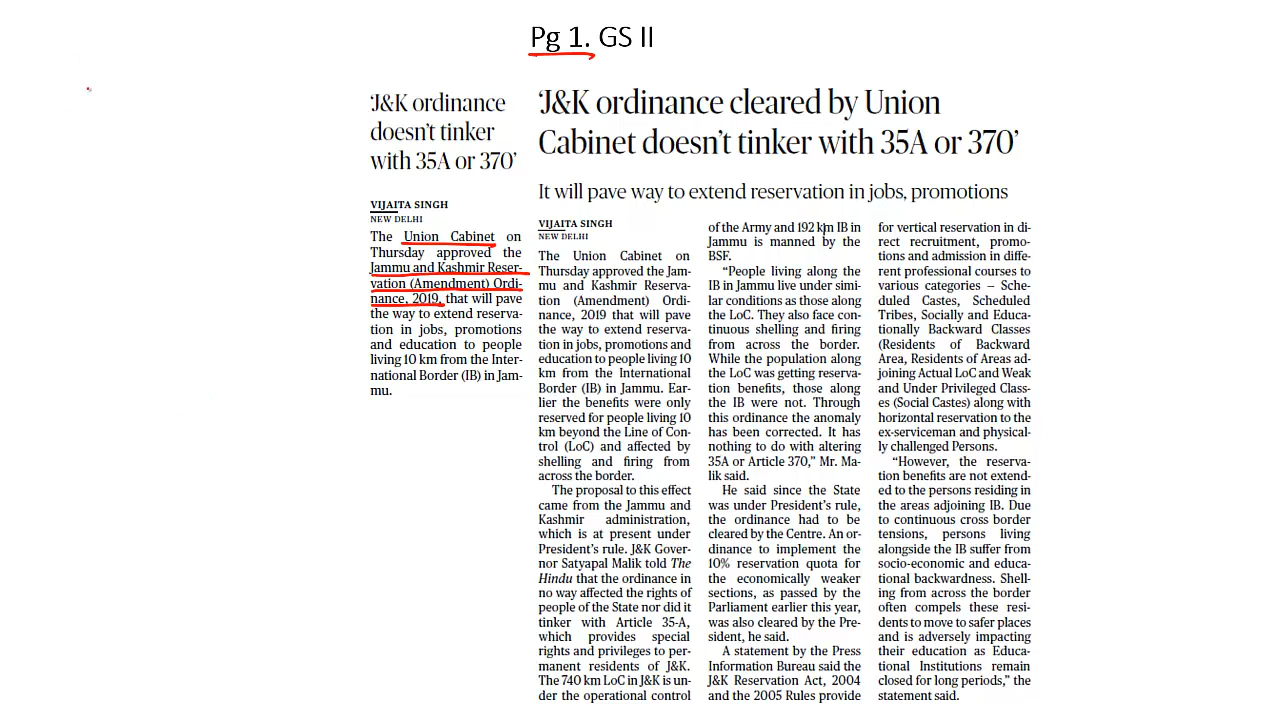 Pg 1. GS II
'J&K ordinance
doesn't tinker
with 35A or 370'
VIJAITA SINGH
NEW DELHI
The Union Cabinet on
Thursday approved the
Jammu and Kashmir Reser-
vation (Amendment) Ordi-
nance, 2019, that will pave
the way to extend reserva-
tion in jobs, promotions
and education to people
living 10 km from the Inter-
national Border (IB) in Jam-
mu.
'J&K ordinance cleared by Union
Cabinet doesn't tinker with 35A or 370'
It will pave way to extend reservation in jobs, promotions
VIJAITA SINGH
NEW DELHI
The Union Cabinet on
Thursday approved the Jam-
mu and Kashmir Reserva-
tion (Amendment) Ordi-
nance, 2019 that will pave
the way to extend reserva-
tion in jobs, promotions and
education to people living 10
km from the International
Border (IB) in Jammu. Ear-
lier the benefits were only
reserved for people living 10
km beyond the Line of Con-
trol (LoC) and affected by
shelling and firing from
across the border.
The proposal to this effect
came from the Jammu and
Kashmir administration,
which is at present under
President's rule. J&K Gover-
nor Satyapal Malik told The
Hindu that the ordinance in
no way affected the rights of
people of the State nor did it
tinker with Article 35-A,
which provides special
rights and privileges to per-
manent residents of J&K.
The 740 km LoC in J&K is un-
der the operational control
of the Army and 192 km IB in
Jammu is manned by the
BSF.
"People living along the
IB in Jammu live under simi-
lar conditions as those along
the LoC. They also face con-
tinuous shelling and firing
from across the border.
While the population along
the LoC was getting reserva-
tion benefits, those along
the IB were not. Through
this ordinance the anomaly
has been corrected. It has
nothing to do with altering
35A or Article 370," Mr. Ma-
lik said.
He said since the State
was under President's rule,
the ordinance had to be
cleared by the Centre. An or-
dinance to implement the
10% reservation quota for
the economically weaker
sections, as passed by the
Parliament earlier this year,
was also cleared by the Pre-
sident, he said.
A statement by the Press
Information Bureau said the
J&K Reservation Act, 2004
and the 2005 Rules provide
for vertical reservation in di-
rect recruitment, promo-
tions and admission in diffe-
rent professional courses to
various categories – Sche-
duled Castes, Scheduled
Tribes, Socially and Educa-
tionally Backward Classes
(Residents of Backward
Area, Residents of Areas ad-
joining Actual LoC and Weak
and Under Privileged Class-
es (Social Castes) along with
horizontal reservation to the
ex-serviceman and physical-
ly challenged Persons.
"However, the reserva-
tion benefits are not extend-
ed to the persons residing in
the areas adjoining IB. Due
to continuous cross border
tensions, persons living
alongside the IB suffer from
socio-economic and educa-
tional backwardness. Shell-
ing from across the border
often compels these resi-
dents to move to safer places
and is adversely impacting
their education as Educa-
tional Institutions remain
closed for long periods," the
statement said.